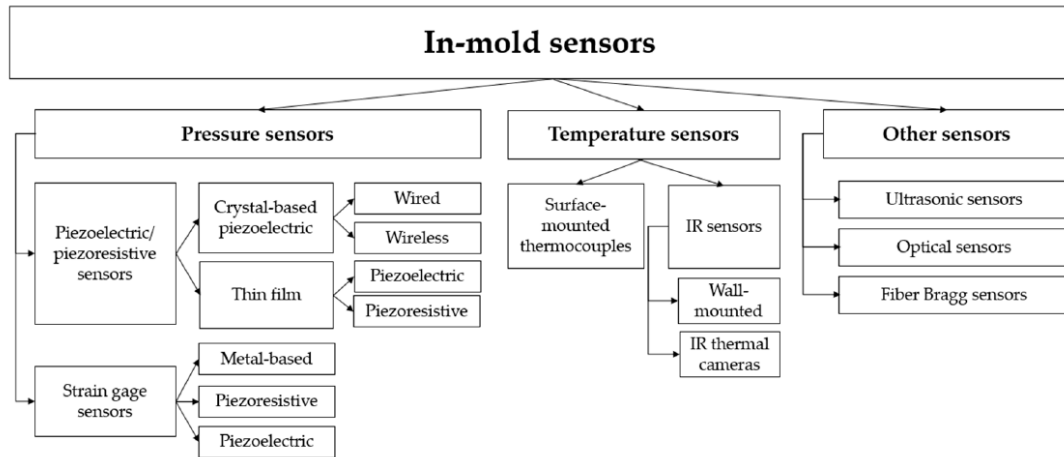 In-mold sensors
Pressure sensors
Temperature sensors
Other sensors
Piezoelectric/
piezoresistive
sensors
Crystal-based
piezoelectric
Wired
Wireless
Thin film
Piezoelectric
Piezoresistive
Strain gage
sensors
Metal-based
Piezoresistive
Piezoelectric
Surface-
mounted
thermocouples
IR sensors
Wall-
mounted
IR thermal
cameras
Ultrasonic sensors
Optical sensors
Fiber Bragg sensors